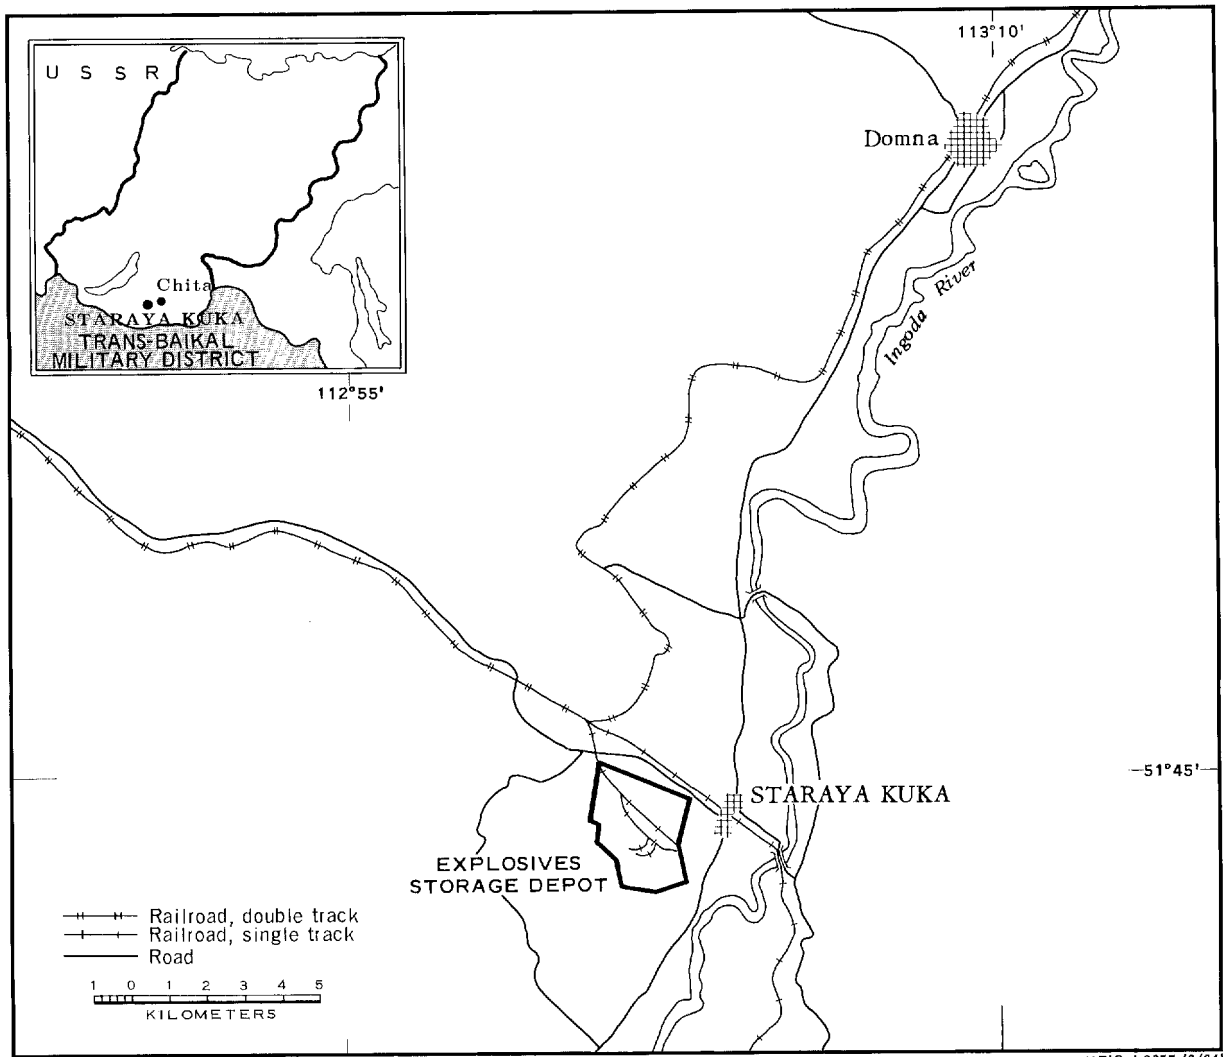 113°10'
U S S R
Domna
Chita
STARAYA KUKA
TRANS-BAIKAL
MILITARY DISTRICT
Ingoda River
112°55'
51°45'
STARAYA KUKA
EXPLOSIVES
STORAGE DEPOT
Railroad, double track
Railroad, single track
Road
1 0 1 2 3 4 5
KILOMETERS